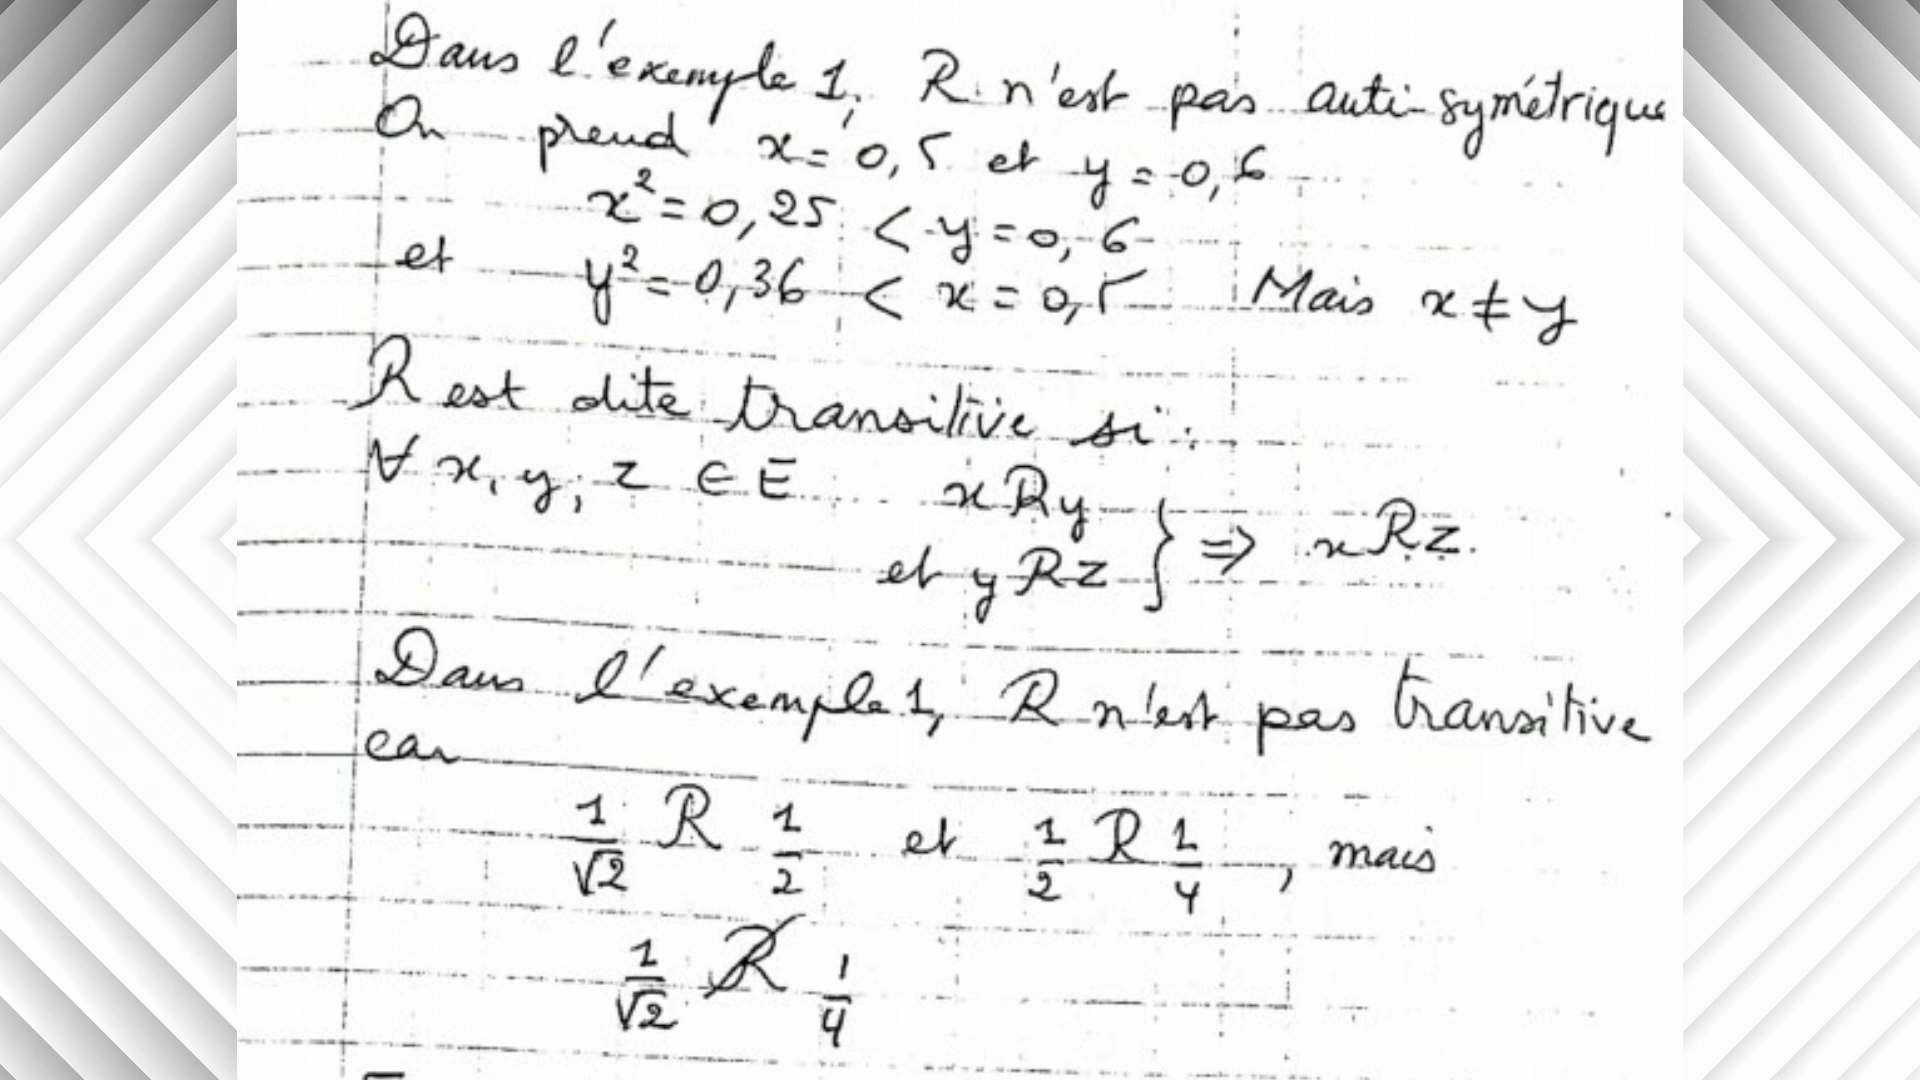 Dans l'exemple 1, R n'est pas anti-symétrique
On prend x = 0,5 et y = 0,6
x² = 0,25 < y = 0,6
et y² = 0,36 < x = 0,5 Mais x ≠ y
R est dite transitive si :
∀ x, y, z ∈ E xRy
et yRz } ⇒ xRz.
Dans l'exemple 1, R n'est pas transitive
car
1/√2 R 1/2 et 1/2 R 1/4, mais
1/√2 R̸ 1/4